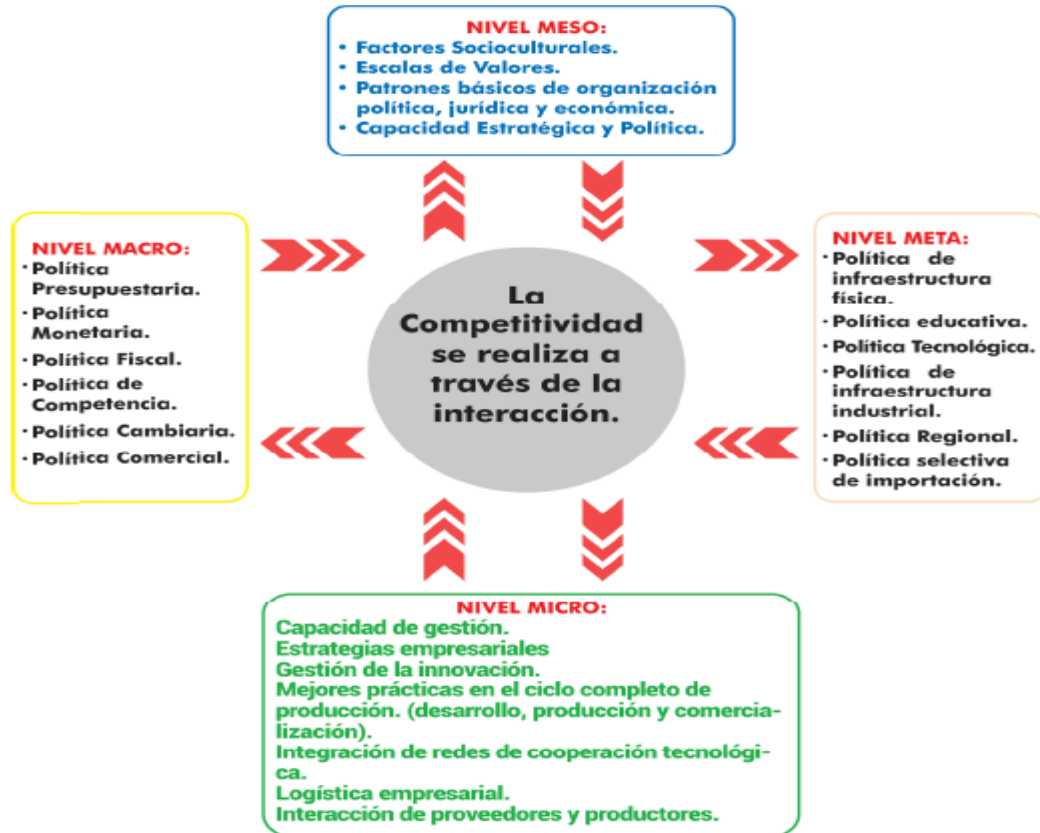 NIVEL MESO:
• Factores Socioculturales.
• Escalas de Valores.
• Patrones básicos de organización
política, jurídica y económica.
• Capacidad Estratégica y Política.
NIVEL MACRO:
· Política
Presupuestaria.
· Política
Monetaria.
· Política Fiscal.
· Política de
Competencia.
· Política Cambiaria.
· Política Comercial.
La
Competitividad
se realiza a
través de la
interacción.
NIVEL META:
· Política de
infraestructura
física.
· Política educativa.
· Política Tecnológica.
· Política de
infraestructura
industrial.
· Política Regional.
· Política selectiva
de importación.
NIVEL MICRO:
Capacidad de gestión.
Estrategias empresariales
Gestión de la innovación.
Mejores prácticas en el ciclo completo de
producción. (desarrollo, producción y comercia-
lización).
Integración de redes de cooperación tecnológi-
ca.
Logística empresarial.
Interacción de proveedores y productores.